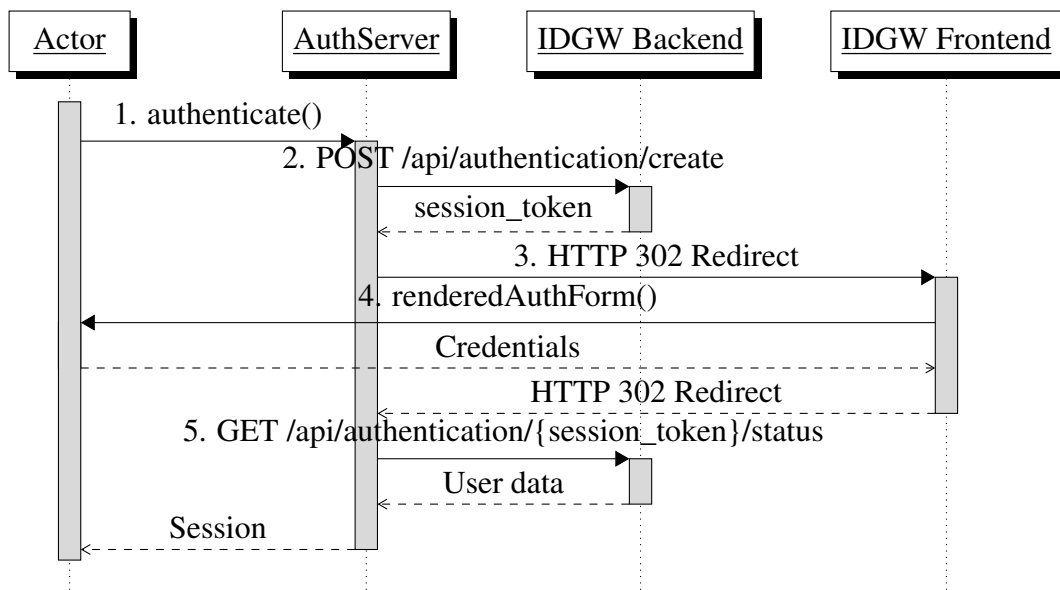 Actor
AuthServer
IDGW Backend
IDGW Frontend
1. authenticate()
2. POST /api/authentication/create
session_token
3. HTTP 302 Redirect
4. renderedAuthForm()
Credentials
HTTP 302 Redirect
5. GET /api/authentication/{session_token}/status
User data
Session